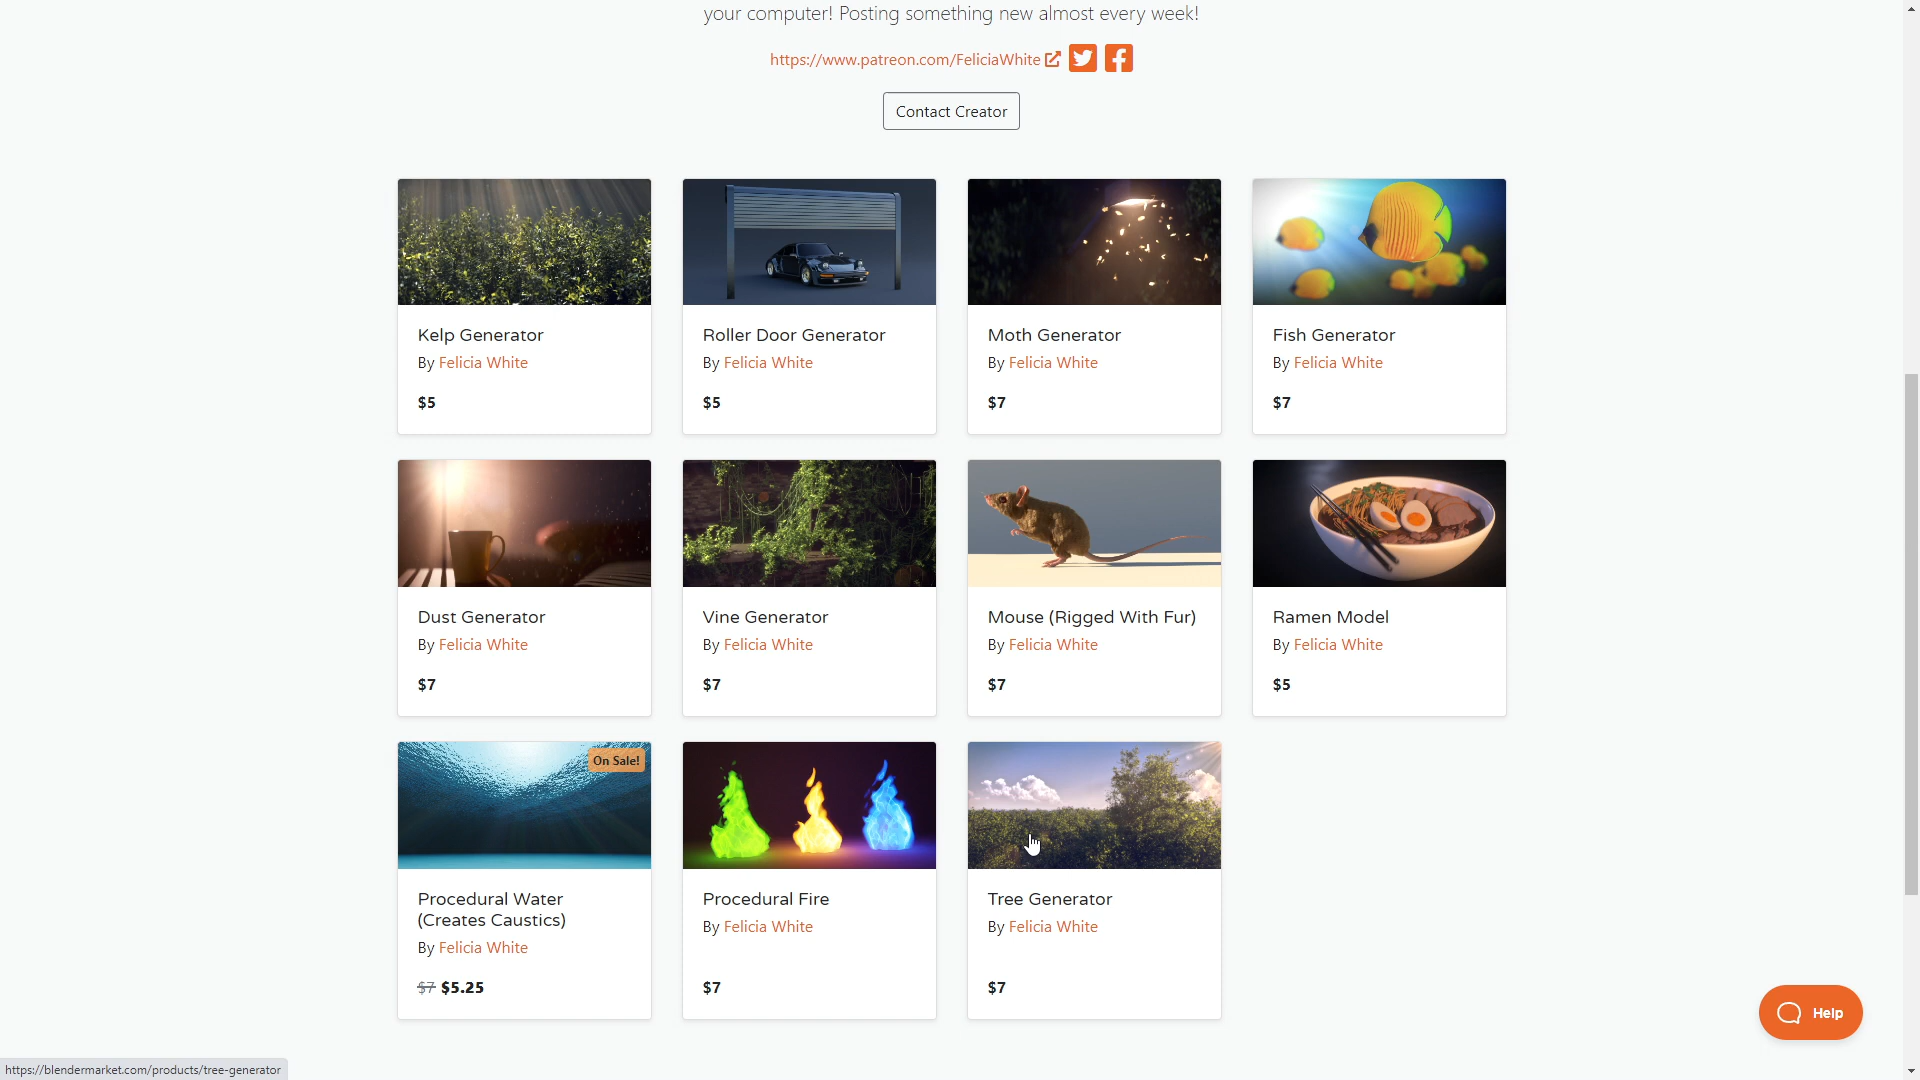 your computer! Posting something new almost every week!
https://www.patreon.com/FeliciaWhite
Contact Creator
Kelp Generator
By Felicia White
$5
Roller Door Generator
By Felicia White
$5
Moth Generator
By Felicia White
$7
Fish Generator
By Felicia White
$7
Dust Generator
By Felicia White
$7
Vine Generator
By Felicia White
$7
Mouse (Rigged With Fur)
By Felicia White
$7
Ramen Model
By Felicia White
$5
On Sale!
Procedural Water
(Creates Caustics)
By Felicia White
$7 $5.25
Procedural Fire
By Felicia White
$7
Tree Generator
By Felicia White
$7
Help
https://blendermarket.com/products/tree-generator